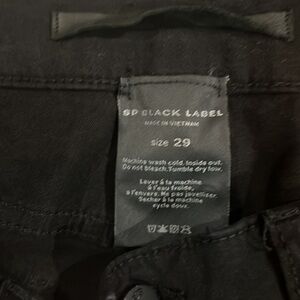 SP BLACK LABEL
MADE IN VIETNAM
size 29
Machine wash cold. Inside out.
Do not bleach. Tumble dry low.
Laver à la machine
à l'eau froide,
à l'envers. Ne pas javelliser.
Sécher à la machine
cycle doux.